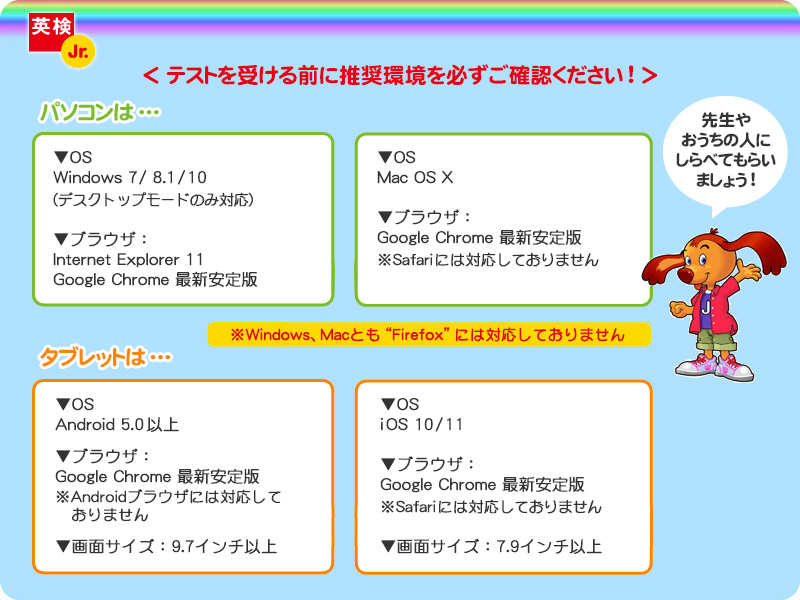 英検
Jr.
＜ テストを受ける前に推奨環境を必ずご確認ください！＞
パソコンは…
▼OS
Windows 7/ 8.1/10
(デスクトップモードのみ対応)
▼ブラウザ：
Internet Explorer 11
Google Chrome 最新安定版
▼OS
Mac OS X
▼ブラウザ：
Google Chrome 最新安定版
※Safariには対応しておりません
先生や
おうちの人に
しらべてもらい
ましょう！
J
※Windows、Macとも“Firefox”には対応しておりません
タブレットは…
▼OS
Android 5.0以上
▼ブラウザ：
Google Chrome 最新安定版
※Androidブラウザには対応して
おりません
▼画面サイズ：9.7インチ以上
▼OS
iOS 10/11
▼ブラウザ：
Google Chrome 最新安定版
※Safariには対応しておりません
▼画面サイズ：7.9インチ以上